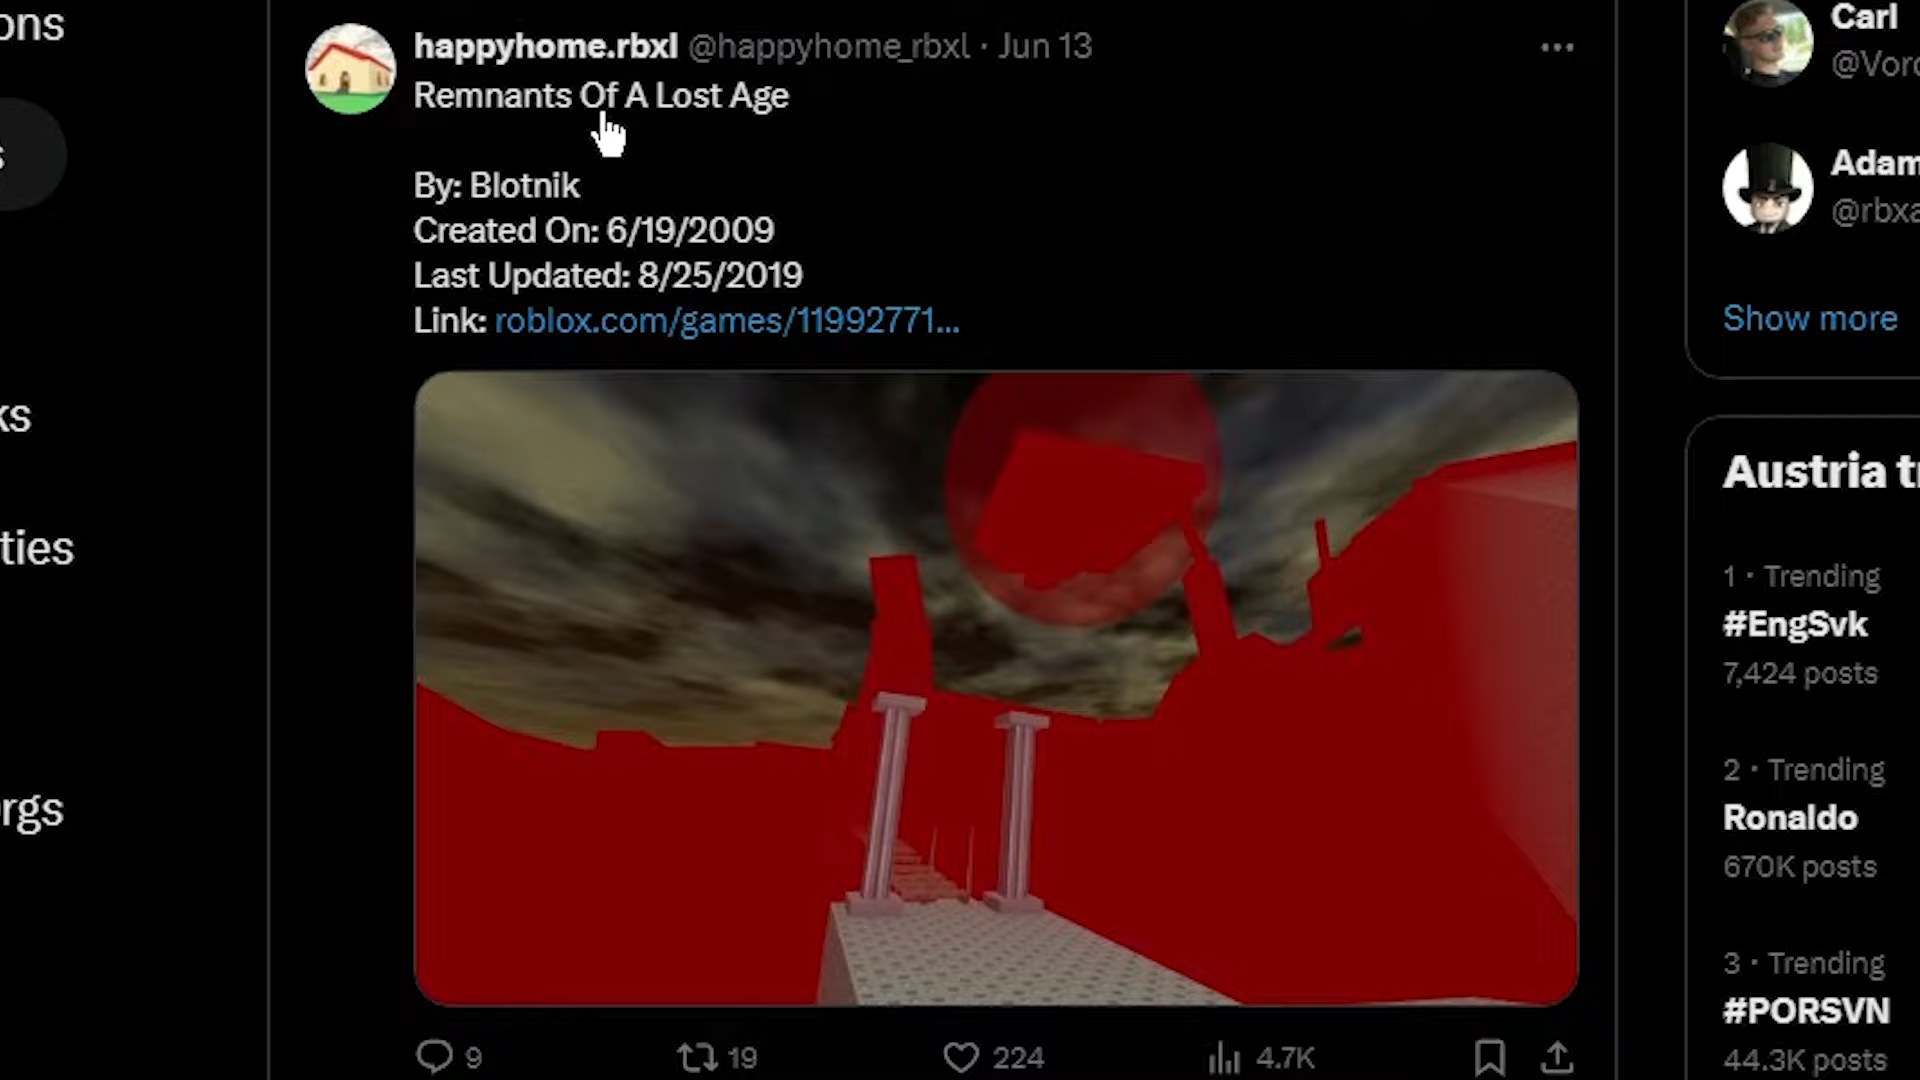 ons
s
ks
ties
rgs
happyhome.rbxl @happyhome_rbxl · Jun 13
Remnants Of A Lost Age
By: Blotnik
Created On: 6/19/2009
Last Updated: 8/25/2019
Link: roblox.com/games/11992771...
9
19
224
4.7K
Carl
@Vord
Adam
@rbxa
Show more
Austria tr
1 · Trending
#EngSvk
7,424 posts
2 · Trending
Ronaldo
670K posts
3 · Trending
#PORSVN
44.3K posts